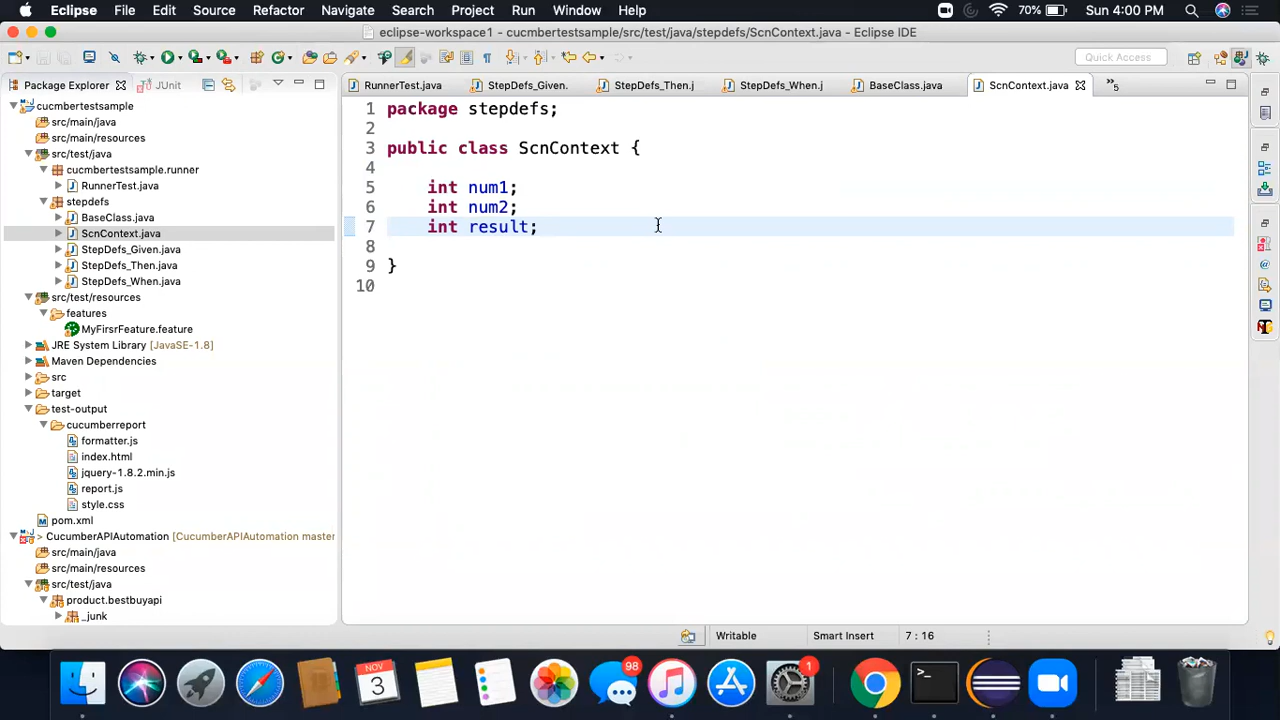 Eclipse File Edit Source Refactor Navigate Search Project Run Window Help 70% Sun 4:00 PM
eclipse-workspace1 - cucmbertestsample/src/test/java/stepdefs/ScnContext.java - Eclipse IDE
Quick Access
Package Explorer JUnit
RunnerTest.java StepDefs_Given. StepDefs_Then.j StepDefs_When.j BaseClass.java ScnContext.java »5
cucmbertestsample
src/main/java
src/main/resources
src/test/java
cucmbertestsample.runner
RunnerTest.java
stepdefs
BaseClass.java
ScnContext.java
StepDefs_Given.java
StepDefs_Then.java
StepDefs_When.java
src/test/resources
features
MyFirsrFeature.feature
JRE System Library [JavaSE-1.8]
Maven Dependencies
src
target
test-output
cucumberreport
formatter.js
index.html
jquery-1.8.2.min.js
report.js
style.css
pom.xml
> CucumberAPIAutomation [CucumberAPIAutomation master
src/main/java
src/main/resources
src/test/java
product.bestbuyapi
_junk
1 package stepdefs;
2
3 public class ScnContext {
4
5 int num1;
6 int num2;
7 int result;
8
9 }
10
Writable Smart Insert 7 : 16
NOV
3
98
1
>_